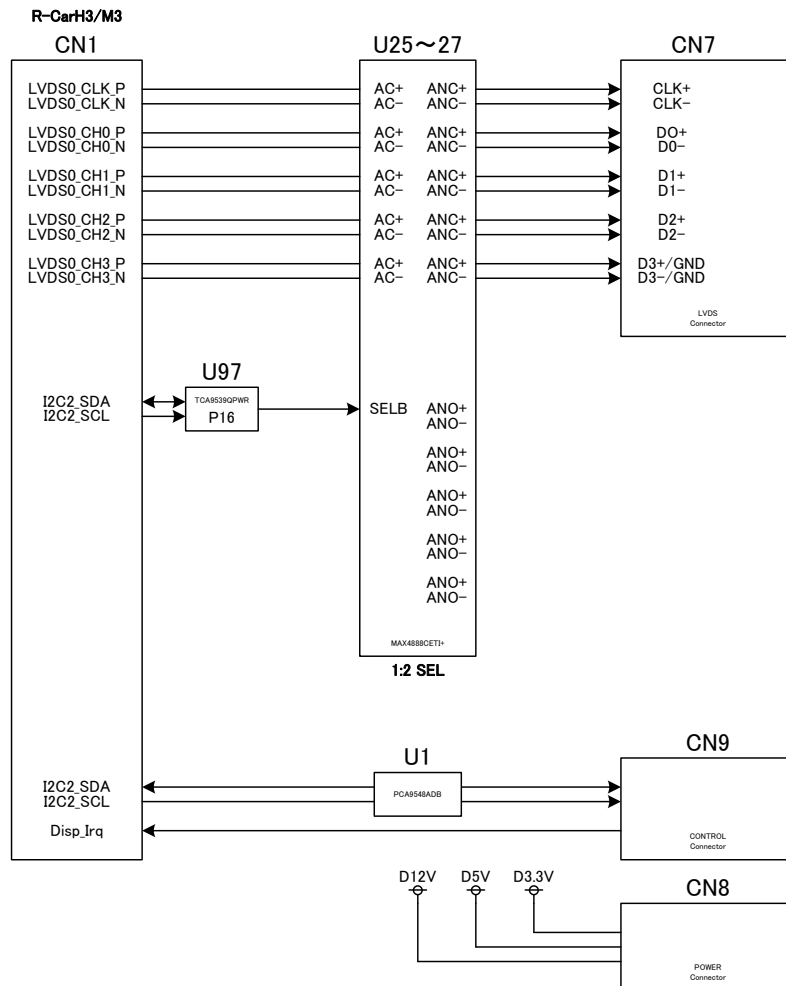 R-CarH3/M3
CN1 U25～27 CN7
LVDS0_CLK_P AC+ ANC+ CLK+
LVDS0_CLK_N AC- ANC- CLK-
LVDS0_CH0_P AC+ ANC+ DO+
LVDS0_CH0_N AC- ANC- D0-
LVDS0_CH1_P AC+ ANC+ D1+
LVDS0_CH1_N AC- ANC- D1-
LVDS0_CH2_P AC+ ANC+ D2+
LVDS0_CH2_N AC- ANC- D2-
LVDS0_CH3_P AC+ ANC+ D3+/GND
LVDS0_CH3_N AC- ANC- D3-/GND
LVDS
Connector
U97
I2C2_SDA TCA9539QPWR
I2C2_SCL P16 SELB ANO+
ANO-
ANO+
ANO-
ANO+
ANO-
ANO+
ANO-
ANO+
ANO-
MAX4888CETI+
1:2 SEL
U1 CN9
I2C2_SDA
I2C2_SCL PCA9548ADB
Disp_Irq
CONTROL
Connector
D12V D5V D3.3V CN8
POWER
Connector